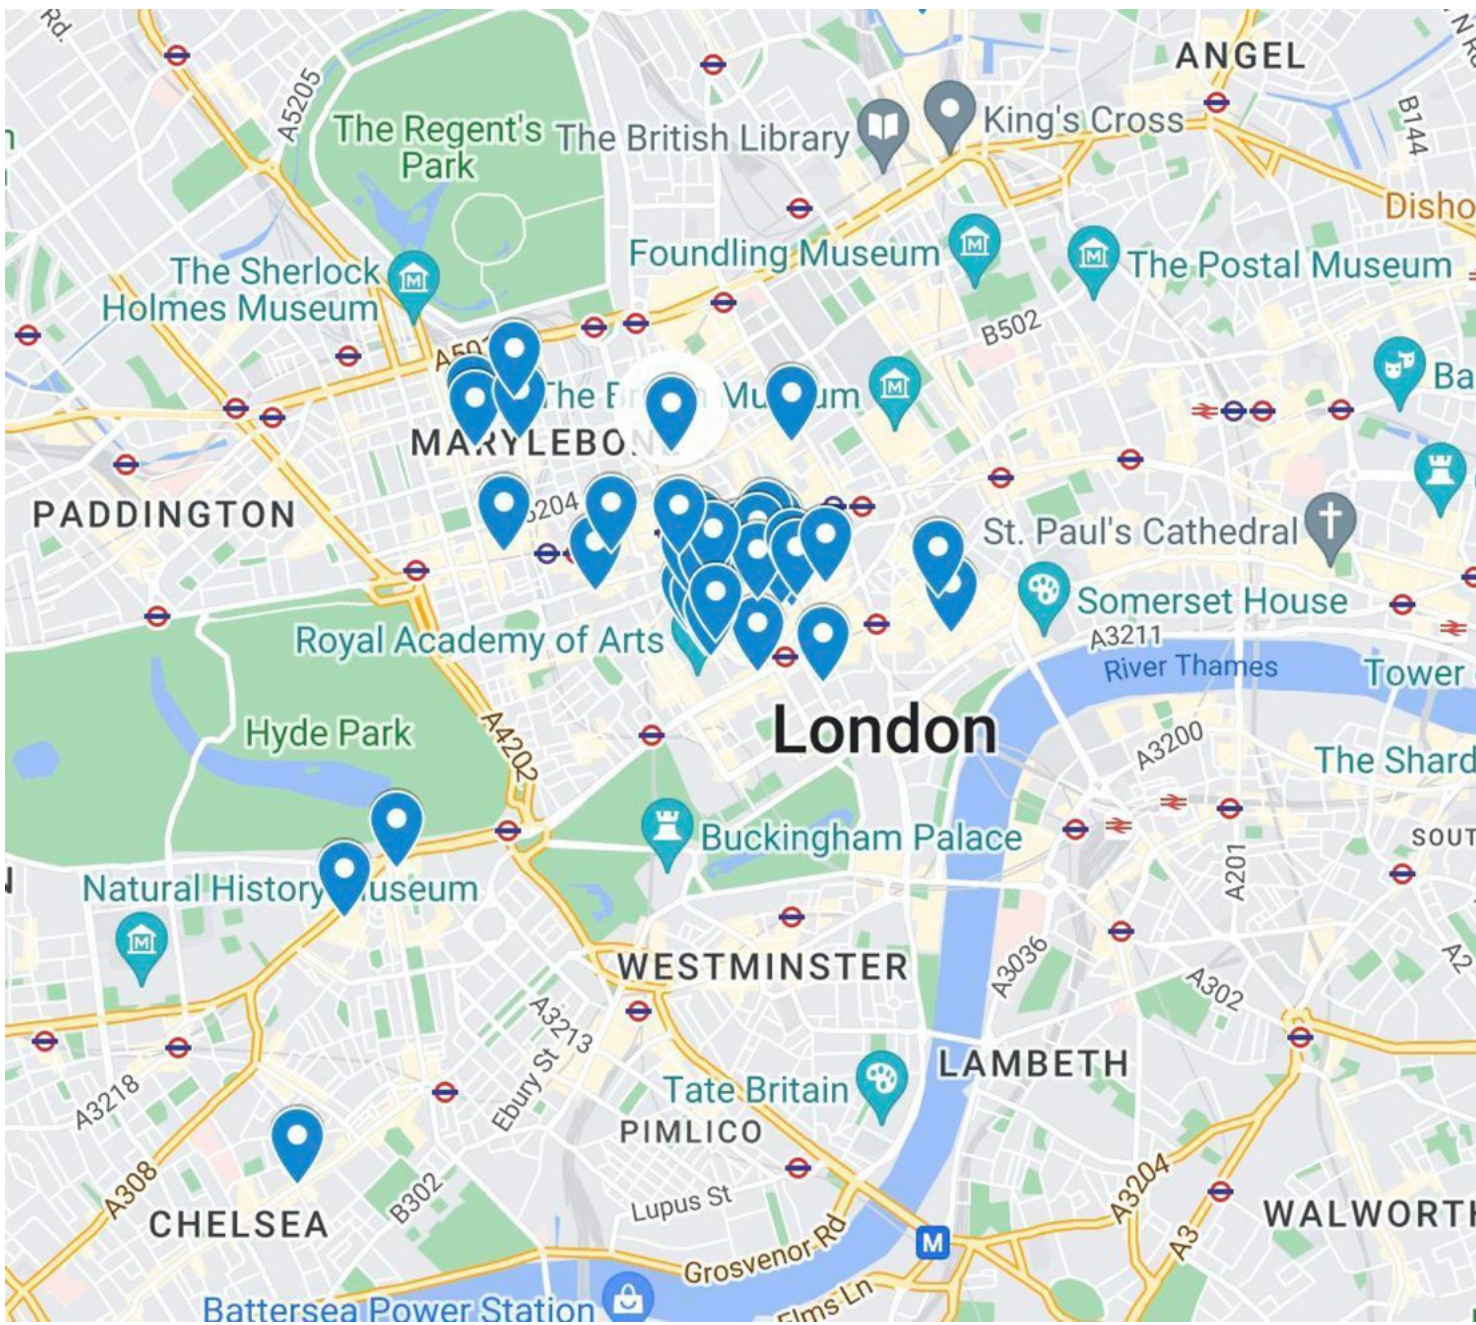 Rd.
A5205
ANGEL
N R
The Regent's
Park
The British Library
King's Cross
B144
Disho
Foundling Museum
The Postal Museum
The Sherlock
Holmes Museum
B502
Ba
MARYLEBON
PADDINGTON
St. Paul's Cathedral
Royal Academy of Arts
Somerset House
A3211
River Thames
Tower
Hyde Park
A4202
London
A3200
The Shard
Buckingham Palace
SOUT
Natural History Museum
A201
WESTMINSTER
A3036
A302
A2
A3213
Ebury St
A3218
Tate Britain
LAMBETH
PIMLICO
A308
B302
Lupus St
A3204
CHELSEA
WALWORTH
A3
M
Grosvenor Rd
Battersea Power Station
Elms Ln